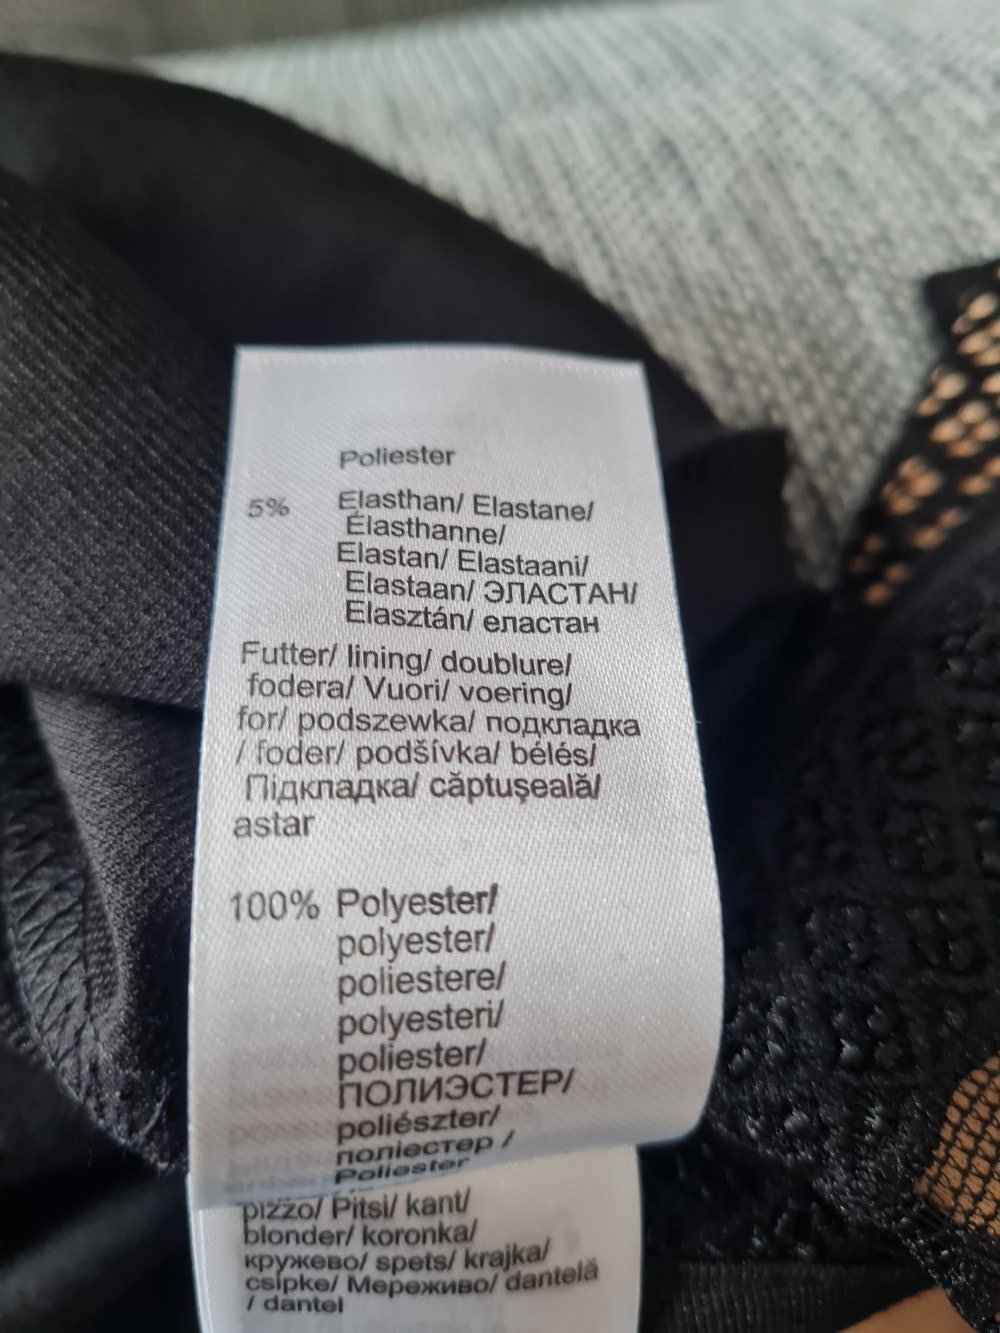 Poliester
5% Elasthan/ Elastane/
Élasthanne/
Elastan/ Elastaani/
Elastaan/ ЭЛАСТАН/
Elasztán/ еластан
Futter/ lining/ doublure/
fodera/ Vuori/ voering/
for/ podszewka/ подкладка
/ foder/ podšívka/ bélés/
Підкладка/ căptuşeală/
astar
100% Polyester/
polyester/
poliestere/
polyesteri/
poliester/
ПОЛИЭСТЕР/
poliészter/
поліестер /
Poliester
pizzo/ Pitsi/ kant/
blonder/ koronka/
кружево/ spets/ krajka/
csipke/ Мереживо/ dantelă
/ dantel